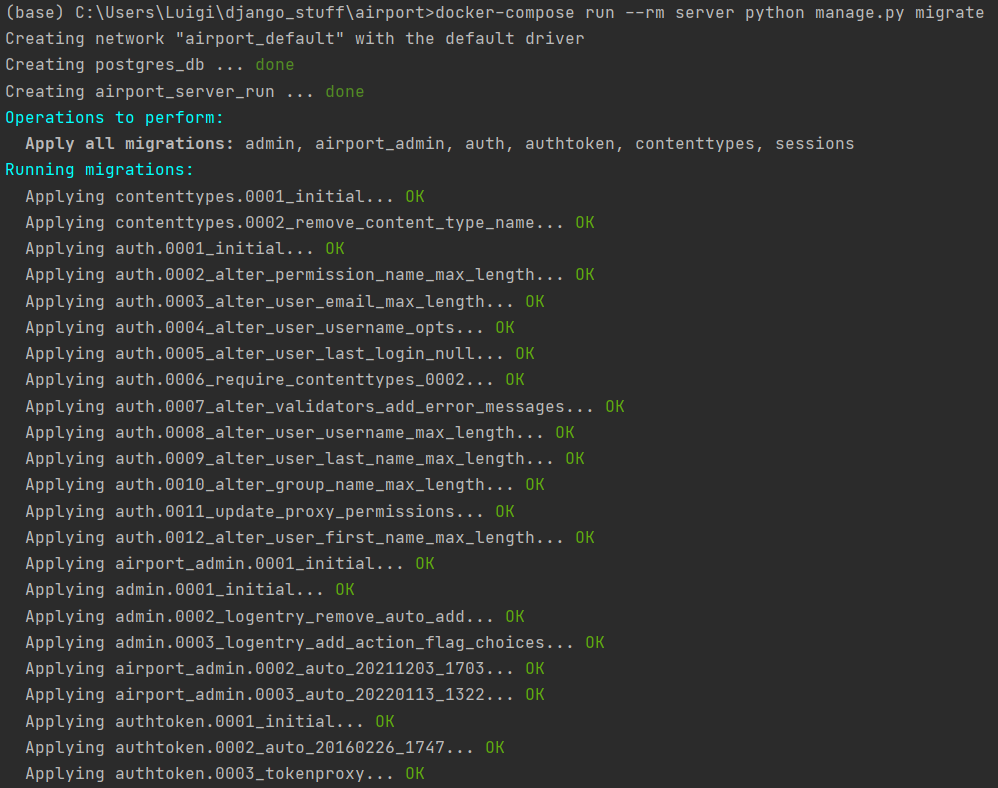 (base) C:\Users\Luigi\django_stuff\airport>docker-compose run --rm server python manage.py migrate
Creating network "airport_default" with the default driver
Creating postgres_db ... done
Creating airport_server_run ... done
Operations to perform:
  Apply all migrations: admin, airport_admin, auth, authtoken, contenttypes, sessions
Running migrations:
  Applying contenttypes.0001_initial... OK
  Applying contenttypes.0002_remove_content_type_name... OK
  Applying auth.0001_initial... OK
  Applying auth.0002_alter_permission_name_max_length... OK
  Applying auth.0003_alter_user_email_max_length... OK
  Applying auth.0004_alter_user_username_opts... OK
  Applying auth.0005_alter_user_last_login_null... OK
  Applying auth.0006_require_contenttypes_0002... OK
  Applying auth.0007_alter_validators_add_error_messages... OK
  Applying auth.0008_alter_user_username_max_length... OK
  Applying auth.0009_alter_user_last_name_max_length... OK
  Applying auth.0010_alter_group_name_max_length... OK
  Applying auth.0011_update_proxy_permissions... OK
  Applying auth.0012_alter_user_first_name_max_length... OK
  Applying airport_admin.0001_initial... OK
  Applying admin.0001_initial... OK
  Applying admin.0002_logentry_remove_auto_add... OK
  Applying admin.0003_logentry_add_action_flag_choices... OK
  Applying airport_admin.0002_auto_20211203_1703... OK
  Applying airport_admin.0003_auto_20220113_1322... OK
  Applying authtoken.0001_initial... OK
  Applying authtoken.0002_auto_20160226_1747... OK
  Applying authtoken.0003_tokenproxy... OK